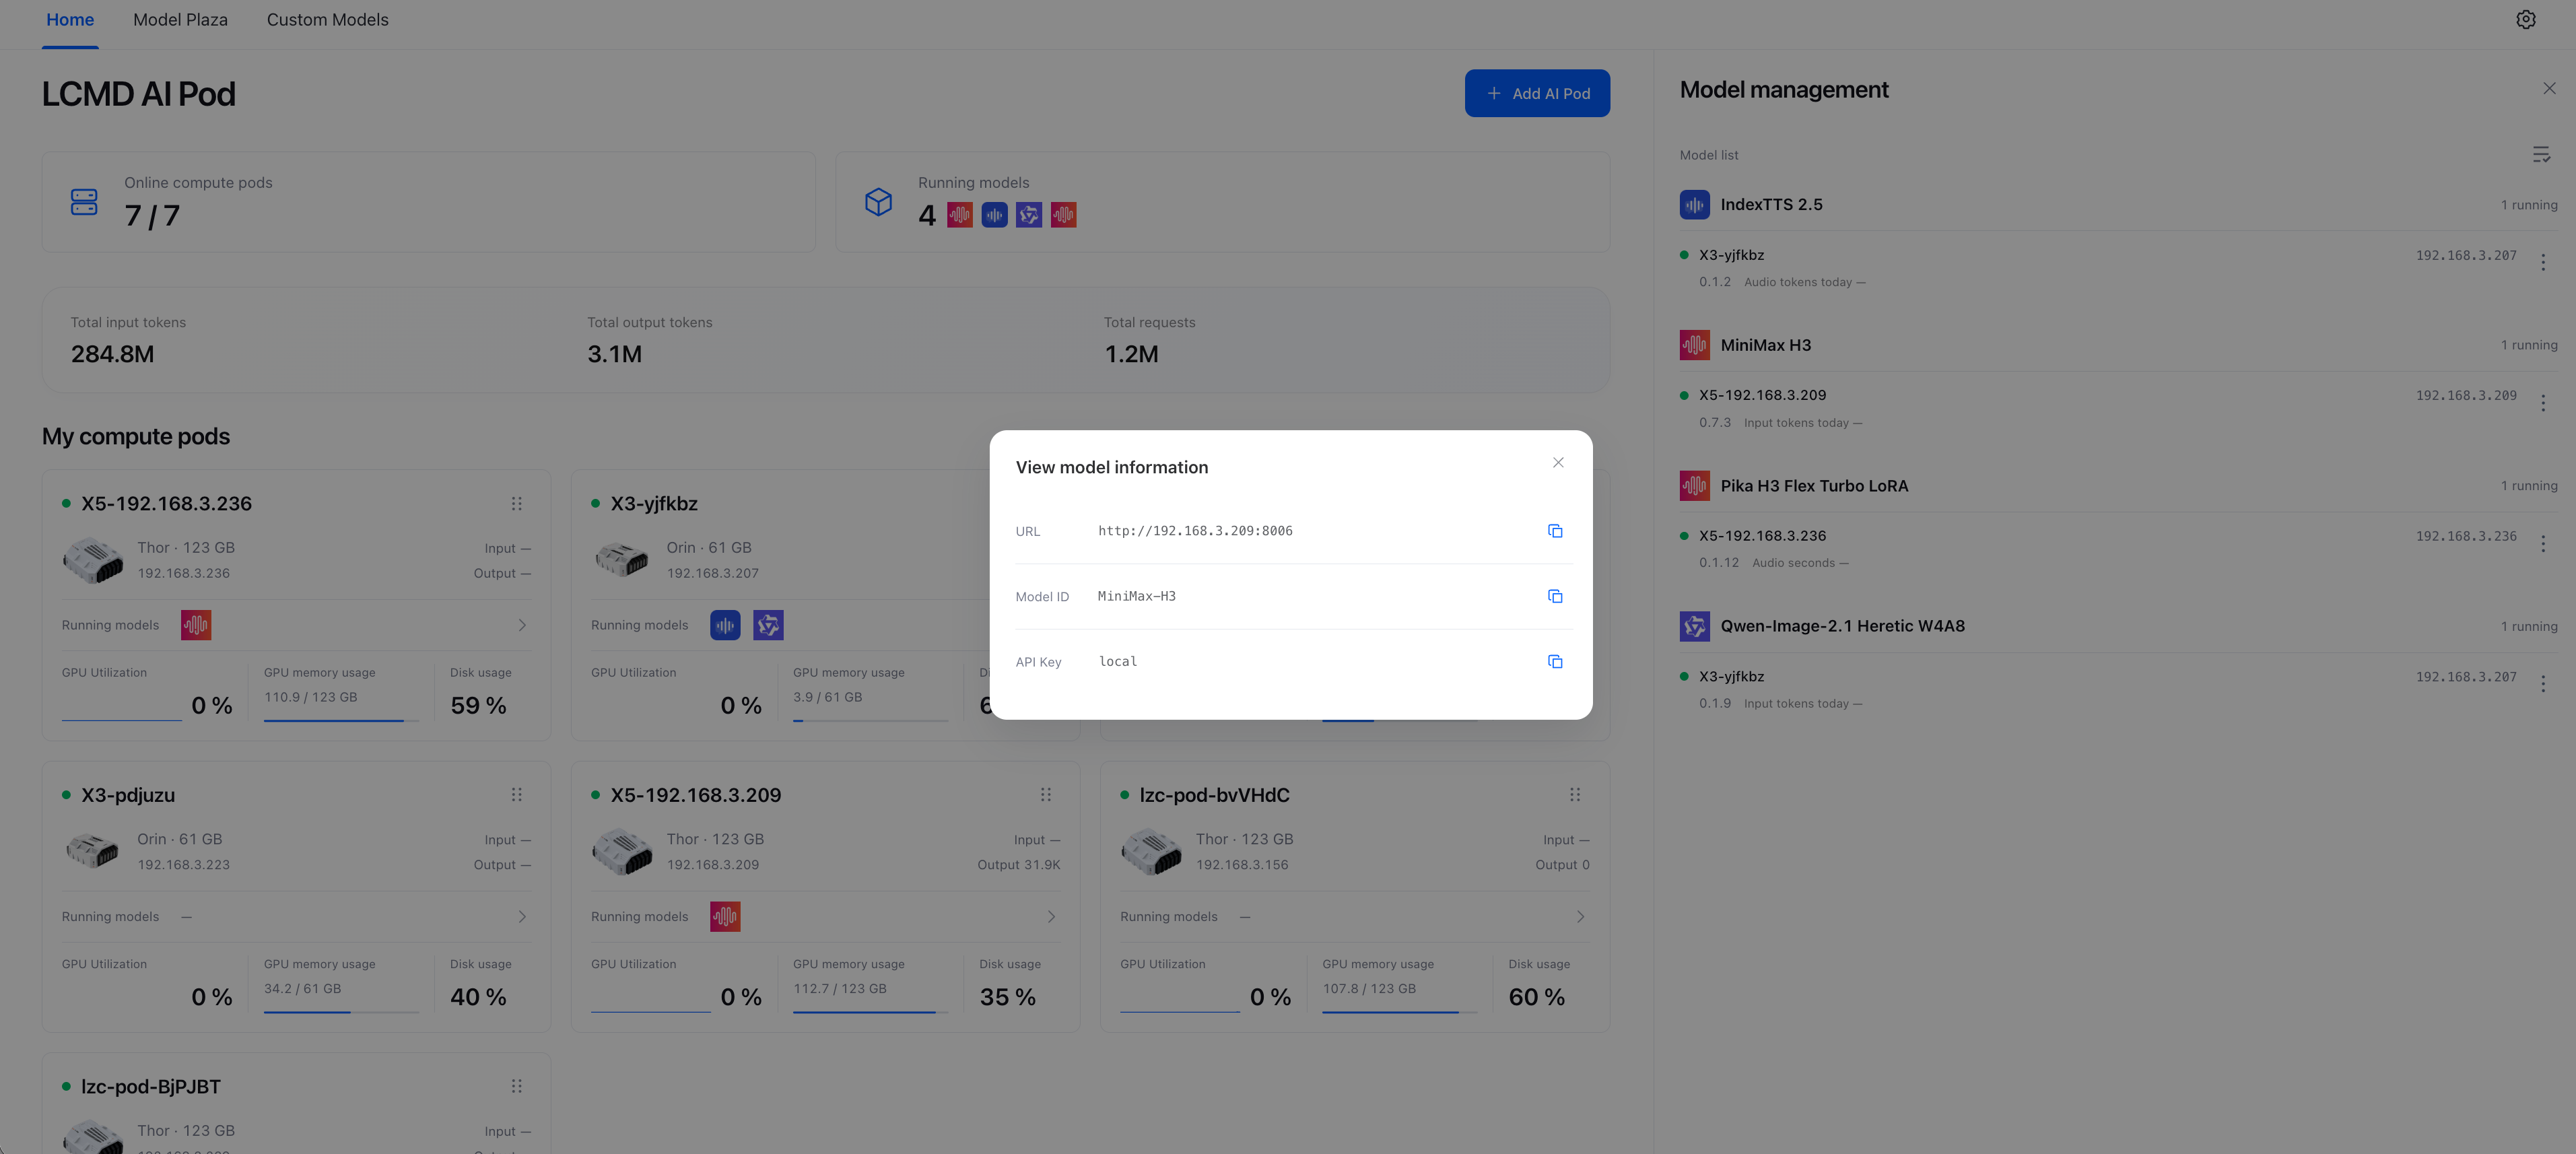 Home
Model Plaza
Custom Models
LCMD AI Pod
Add AI Pod
Online compute pods
7 / 7
Running models
4
Total input tokens
284.8M
Total output tokens
3.1M
Total requests
1.2M
My compute pods
X5-192.168.3.236
Thor · 123 GB
192.168.3.236
Input —
Output —
Running models
GPU Utilization
0 %
GPU memory usage
110.9 / 123 GB
Disk usage
59 %
X3-yjfkbz
Orin · 61 GB
192.168.3.207
Running models
GPU Utilization
0 %
GPU memory usage
3.9 / 61 GB
X3-pdjuzu
Orin · 61 GB
192.168.3.223
Input —
Output —
Running models —
GPU Utilization
0 %
GPU memory usage
34.2 / 61 GB
Disk usage
40 %
X5-192.168.3.209
Thor · 123 GB
192.168.3.209
Input —
Output 31.9K
Running models
GPU Utilization
0 %
GPU memory usage
112.7 / 123 GB
Disk usage
35 %
lzc-pod-bvVHdC
Thor · 123 GB
192.168.3.156
Input —
Output 0
Running models —
GPU Utilization
0 %
GPU memory usage
107.8 / 123 GB
Disk usage
60 %
lzc-pod-BjPJBT
Thor · 123 GB
Input —
View model information
URL
http://192.168.3.209:8006
Model ID
MiniMax-H3
API Key
local
Model management
Model list
IndexTTS 2.5
1 running
X3-yjfkbz
192.168.3.207
0.1.2 Audio tokens today —
MiniMax H3
1 running
X5-192.168.3.209
192.168.3.209
0.7.3 Input tokens today —
Pika H3 Flex Turbo LoRA
1 running
X5-192.168.3.236
192.168.3.236
0.1.12 Audio seconds —
Qwen-Image-2.1 Heretic W4A8
1 running
X3-yjfkbz
192.168.3.207
0.1.9 Input tokens today —